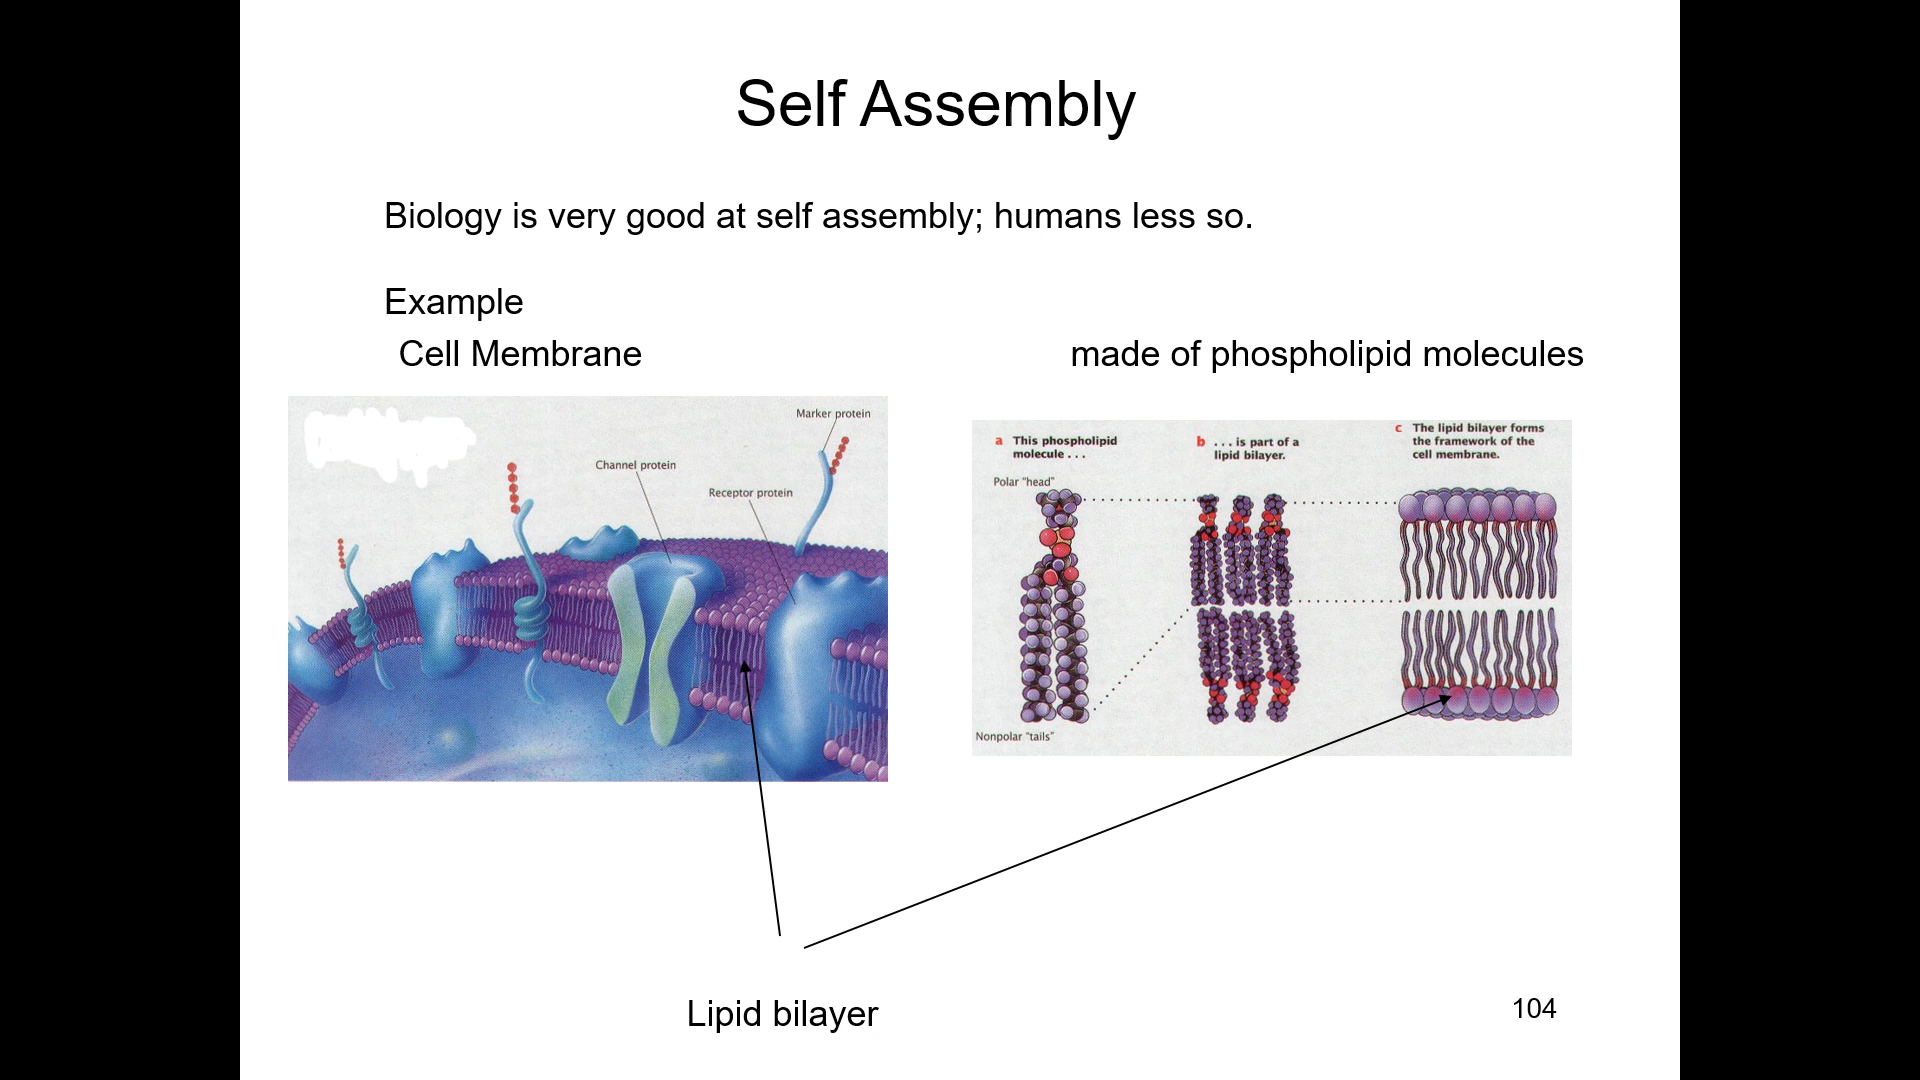 Self Assembly
Biology is very good at self assembly; humans less so.
Example
Cell Membrane
made of phospholipid molecules
Marker protein
Channel protein
Receptor protein
a This phospholipid
molecule . . .
b . . . is part of a
lipid bilayer.
c The lipid bilayer forms
the framework of the
cell membrane.
Polar "head"
Nonpolar "tails"
Lipid bilayer
104